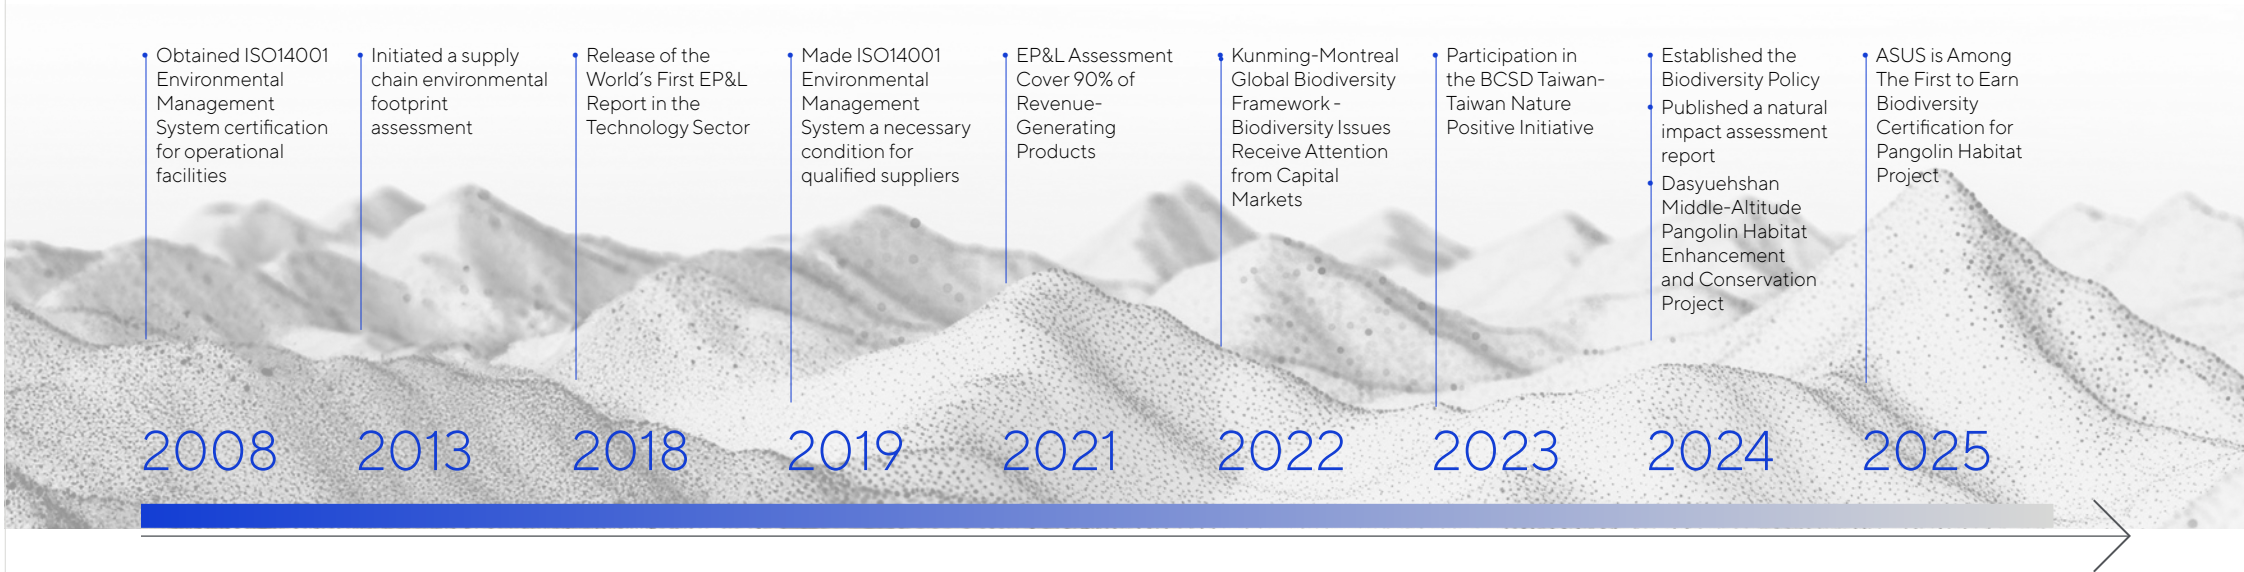 Obtained ISO14001
Environmental
Management
System certification
for operational
facilities
Initiated a supply
chain environmental
footprint
assessment
Release of the
World's First EP&L
Report in the
Technology Sector
Made ISO14001
Environmental
Management
System a necessary
condition for
qualified suppliers
EP&L Assessment
Cover 90% of
Revenue-
Generating
Products
Kunming-Montreal
Global Biodiversity
Framework -
Biodiversity Issues
Receive Attention
from Capital
Markets
Participation in
the BCSD Taiwan-
Taiwan Nature
Positive Initiative
Established the
Biodiversity Policy
Published a natural
impact assessment
report
Dasyuehshan
Middle-Altitude
Pangolin Habitat
Enhancement
and Conservation
Project
ASUS is Among
The First to Earn
Biodiversity
Certification for
Pangolin Habitat
Project
2008
2013
2018
2019
2021
2022
2023
2024
2025